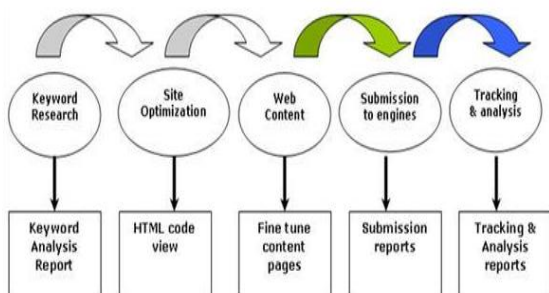 Keyword
Research
Site
Optimization
Web
Content
Submission
to engines
Tracking
& analysis
Keyword
Analysis
Report
HTML code
view
Fine tune
content
pages
Submission
reports
Tracking &
Analysis
reports